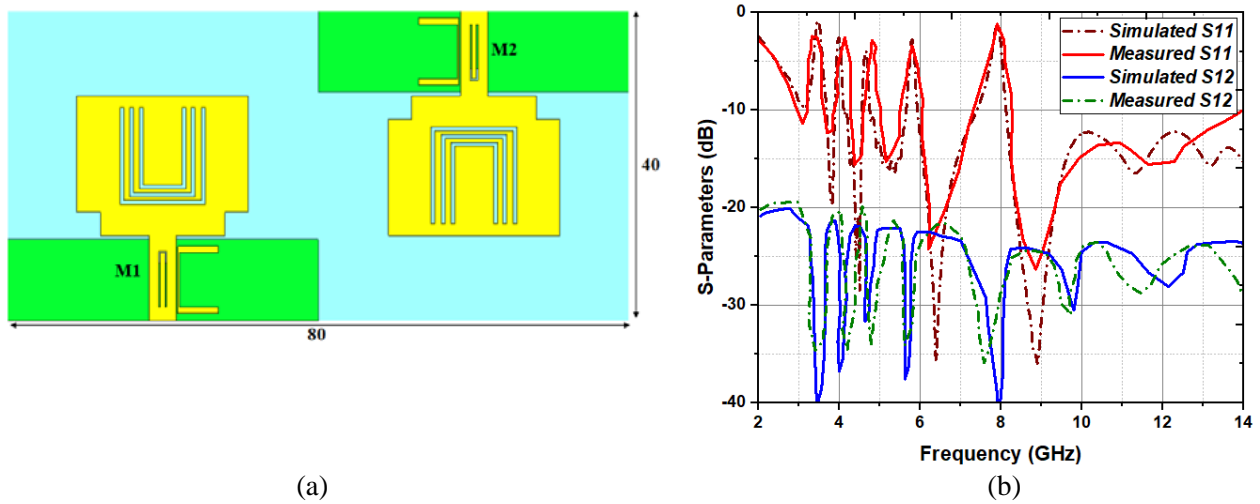 M2
M1
40
80
(a)
Simulated S11
Measured S11
Simulated S12
Measured S12
S-Parameters (dB)
0
-10
-20
-30
-40
2 4 6 8 10 12 14
Frequency (GHz)
(b)